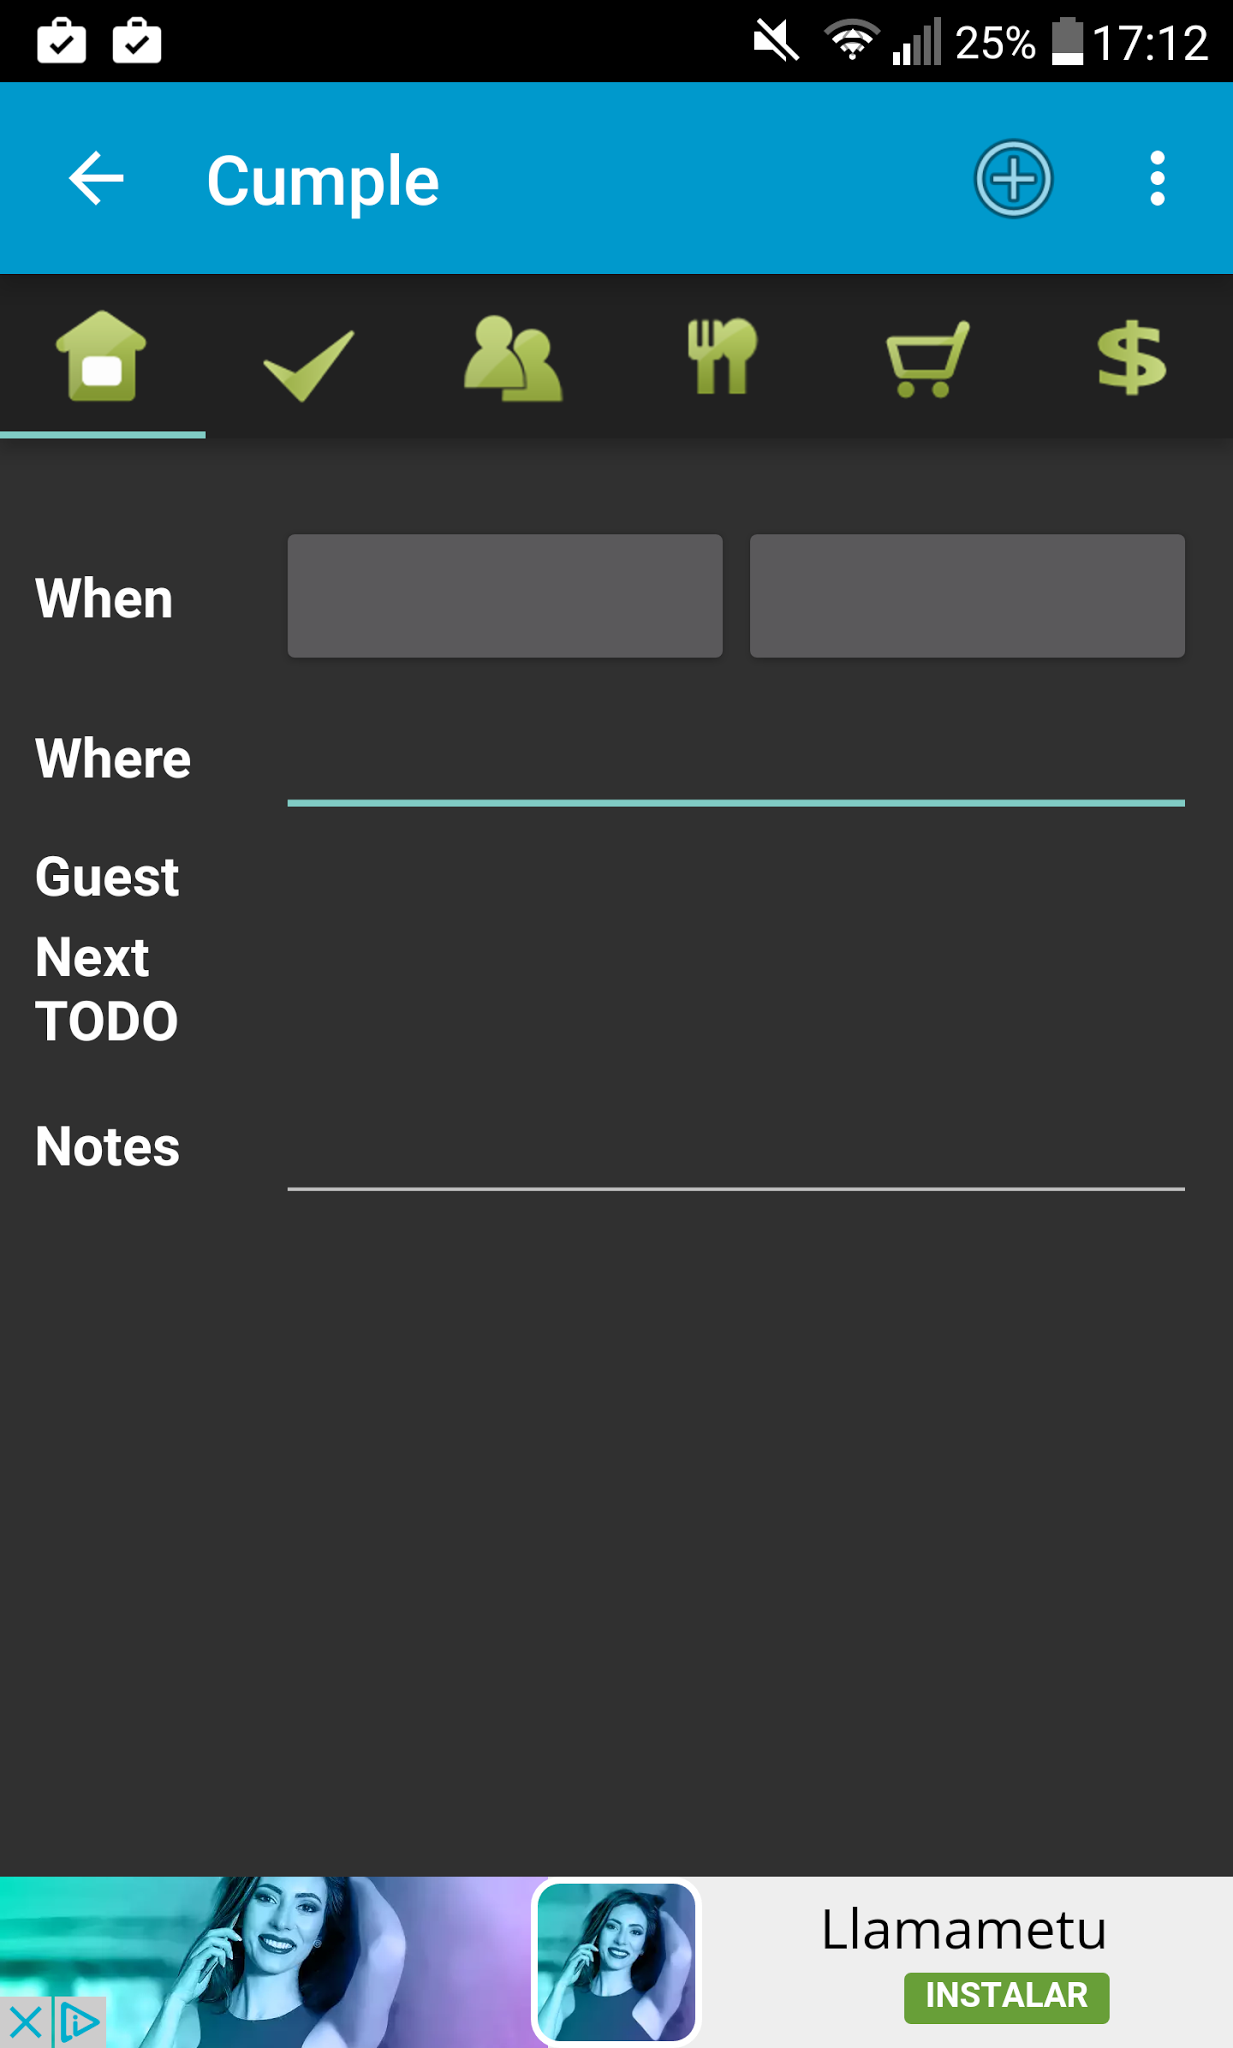 25% 17:12
Cumple
When
Where
Guest
Next
TODO
Notes
Llamametu
INSTALAR